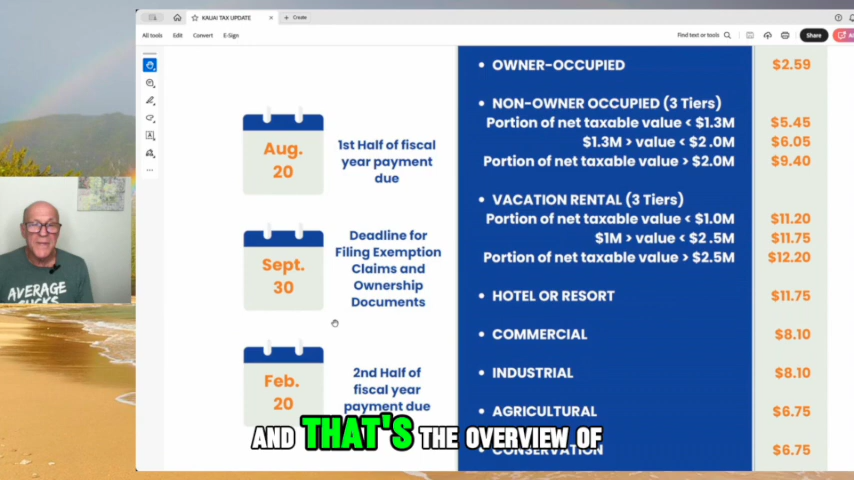 KAUAI TAX UPDATE
Create
All tools
Edit
Convert
E-Sign
Find text or tools
Share
Aug.
20
1st Half of fiscal
year payment
due
Sept.
30
Deadline for
Filing Exemption
Claims and
Ownership
Documents
Feb.
20
2nd Half of
fiscal year
payment due
• OWNER-OCCUPIED $2.59
• NON-OWNER OCCUPIED (3 Tiers)
Portion of net taxable value < $1.3M $5.45
$1.3M > value < $2 .0M $6.05
Portion of net taxable value > $2.0M $9.40
• VACATION RENTAL (3 Tiers)
Portion of net taxable value < $1.0M $11.20
$1M > value < $2 .5M $11.75
Portion of net taxable value > $2.5M $12.20
• HOTEL OR RESORT $11.75
• COMMERCIAL $8.10
• INDUSTRIAL $8.10
• AGRICULTURAL $6.75
• CONSERVATION $6.75
AVERAGE
AND THAT'S THE OVERVIEW OF